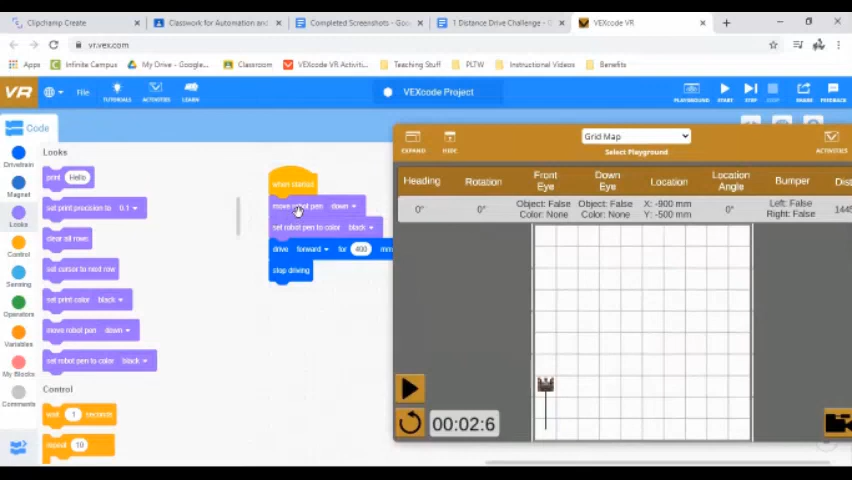 Clipchamp Create
Classwork for Automation and
Completed Screenshots - Goo
1 Distance Drive Challenge - G
VEXcode VR
vr.vex.com
Apps
Infinite Campus
My Drive - Google...
Classroom
VEXcode VR Activiti...
Teaching Stuff
PLTW
Instructional Videos
Benefits
VR
File
TUTORIALS
ACTIVITIES
LEARN
VEXcode Project
PLAYGROUND
START
STEP
SHARE
FEEDBACK
Code
Drivetrain
Magnet
Looks
Control
Sensing
Operators
Variables
My Blocks
Comments
Looks
print Hello
set print precision to 0.1
clear all rows
set cursor to next row
set print color black
move robot pen down
set robot pen to color black
Control
wait 1 seconds
repeat 10
when started
move robot pen down
set robot pen to color black
drive forward for 400 mm
stop driving
EXPAND
HIDE
Grid Map
Select Playground
ACTIVITIES
Heading
Rotation
Front Eye
Down Eye
Location
Location Angle
Bumper
Dist
0°
0°
Object: False
Color: None
Object: False
Color: None
X: -900 mm
Y: -500 mm
0°
Left: False
Right: False
1445
00:02:6